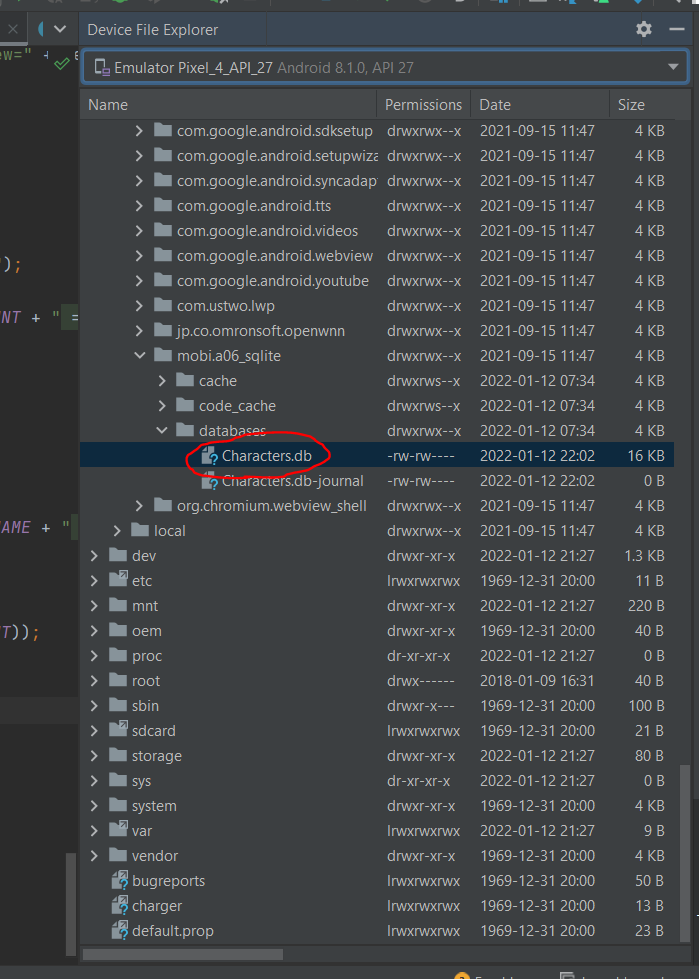 Device File Explorer
ew=" +
Emulator Pixel_4_API_27 Android 8.1.0, API 27
Name Permissions Date Size
com.google.android.sdksetup drwxrwx--x 2021-09-15 11:47 4 KB
com.google.android.setupwiza drwxrwx--x 2021-09-15 11:47 4 KB
com.google.android.syncadap drwxrwx--x 2021-09-15 11:47 4 KB
com.google.android.tts drwxrwx--x 2021-09-15 11:47 4 KB
com.google.android.videos drwxrwx--x 2021-09-15 11:47 4 KB
com.google.android.webview drwxrwx--x 2021-09-15 11:47 4 KB
"); com.google.android.youtube drwxrwx--x 2021-09-15 11:47 4 KB
com.ustwo.lwp drwxrwx--x 2021-09-15 11:47 4 KB
NT + " = jp.co.omronsoft.openwnn drwxrwx--x 2021-09-15 11:47 4 KB
mobi.a06_sqlite drwxrwx--x 2021-09-15 11:47 4 KB
cache drwxrws--x 2022-01-12 07:34 4 KB
code_cache drwxrws--x 2022-01-12 07:34 4 KB
databases drwxrwx--x 2022-01-12 07:34 4 KB
Characters.db -rw-rw---- 2022-01-12 22:02 16 KB
Characters.db-journal -rw-rw---- 2022-01-12 22:02 0 B
org.chromium.webview_shell drwxrwx--x 2021-09-15 11:47 4 KB
AME + " local drwxrwx--x 2021-09-15 11:47 4 KB
dev drwxr-xr-x 2022-01-12 21:27 1.3 KB
etc lrwxrwxrwx 1969-12-31 20:00 11 B
mnt drwxr-xr-x 2022-01-12 21:27 220 B
T)); oem drwxr-xr-x 1969-12-31 20:00 40 B
proc dr-xr-xr-x 2022-01-12 21:27 0 B
root drwx------ 2018-01-09 16:31 40 B
sbin drwxr-x--- 1969-12-31 20:00 100 B
sdcard lrwxrwxrwx 1969-12-31 20:00 21 B
storage drwxr-xr-x 2022-01-12 21:27 80 B
sys dr-xr-xr-x 2022-01-12 21:27 0 B
system drwxr-xr-x 1969-12-31 20:00 4 KB
var lrwxrwxrwx 2022-01-12 21:27 9 B
vendor drwxr-xr-x 1969-12-31 20:00 4 KB
bugreports lrwxrwxrwx 1969-12-31 20:00 50 B
charger lrwxrwxrwx 1969-12-31 20:00 13 B
default.prop lrwxrwxrwx 1969-12-31 20:00 23 B